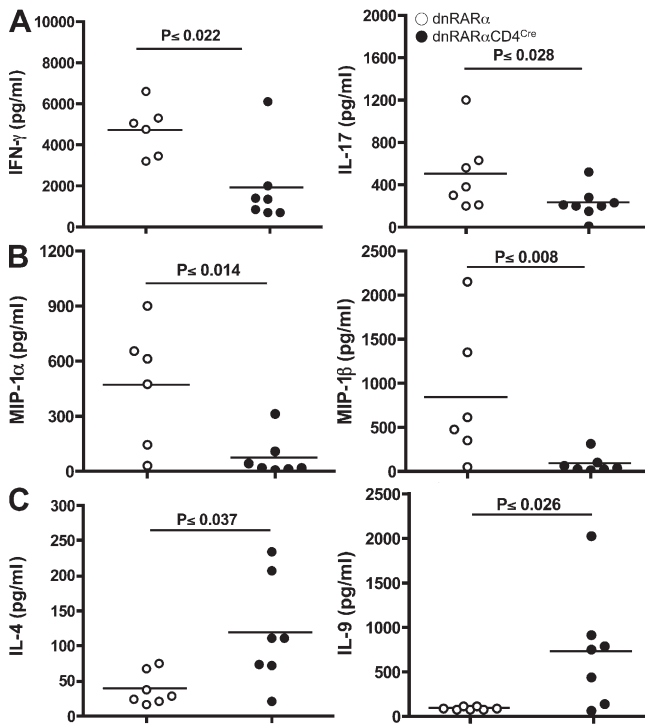 A
IFN-γ (pg/ml)
10000
8000
6000
4000
2000
0
P≤ 0.022
IL-17 (pg/ml)
2000
1600
1200
800
400
0
dnRARα
dnRARαCD4Cre
P≤ 0.028
B
MIP-1α (pg/ml)
1200
900
600
300
0
P≤ 0.014
MIP-1β (pg/ml)
2500
2000
1500
1000
500
0
P≤ 0.008
C
IL-4 (pg/ml)
300
250
200
150
100
50
0
P≤ 0.037
IL-9 (pg/ml)
2500
2000
1500
1000
500
0
P≤ 0.026